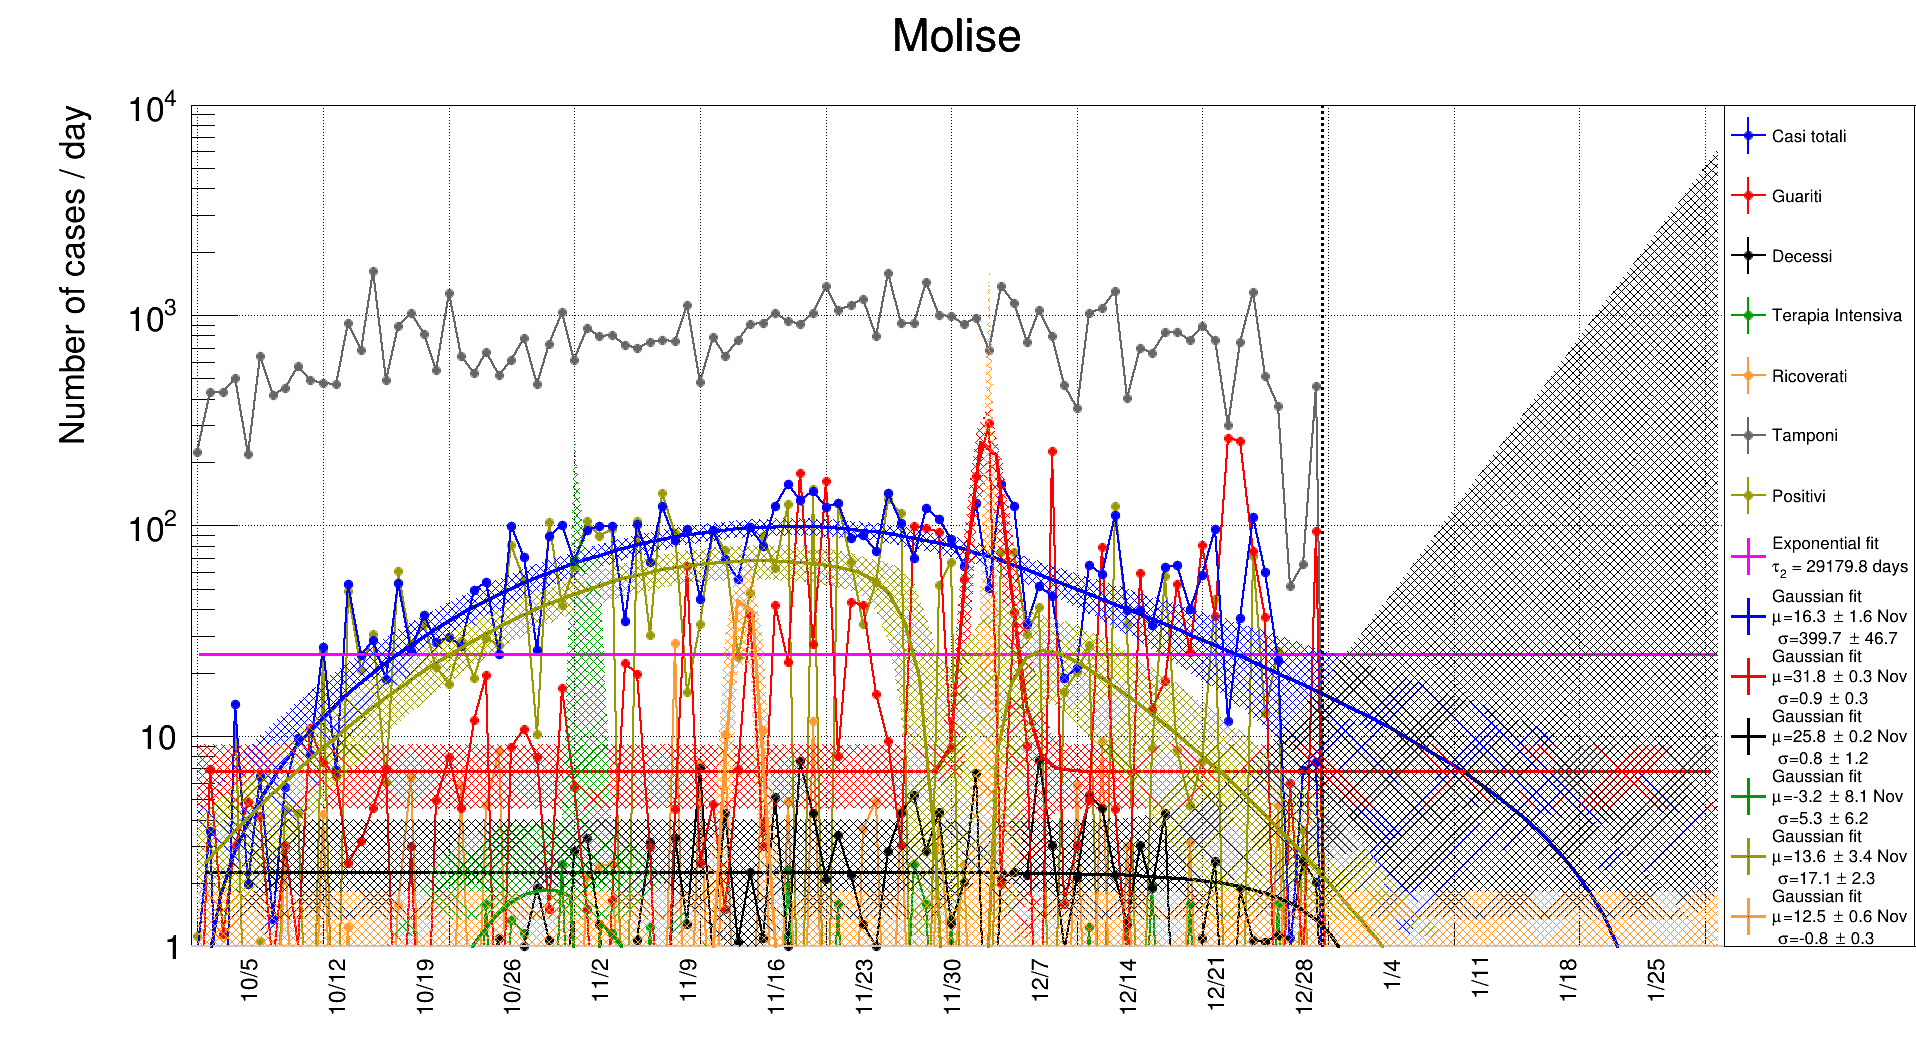 Molise
Number of cases / day
10^4
10^3
10^2
10
1
10/5
10/12
10/19
10/26
11/2
11/9
11/16
11/23
11/30
12/7
12/14
12/21
12/28
1/4
1/11
1/18
1/25
Casi totali
Guariti
Decessi
Terapia Intensiva
Ricoverati
Tamponi
Positivi
Exponential fit
τ_2 = 29179.8 days
Gaussian fit
μ=16.3 ± 1.6 Nov
σ=399.7 ± 46.7
Gaussian fit
μ=31.8 ± 0.3 Nov
σ=0.9 ± 0.3
Gaussian fit
μ=25.8 ± 0.2 Nov
σ=0.8 ± 1.2
Gaussian fit
μ=-3.2 ± 8.1 Nov
σ=5.3 ± 6.2
Gaussian fit
μ=13.6 ± 3.4 Nov
σ=17.1 ± 2.3
Gaussian fit
μ=12.5 ± 0.6 Nov
σ=-0.8 ± 0.3